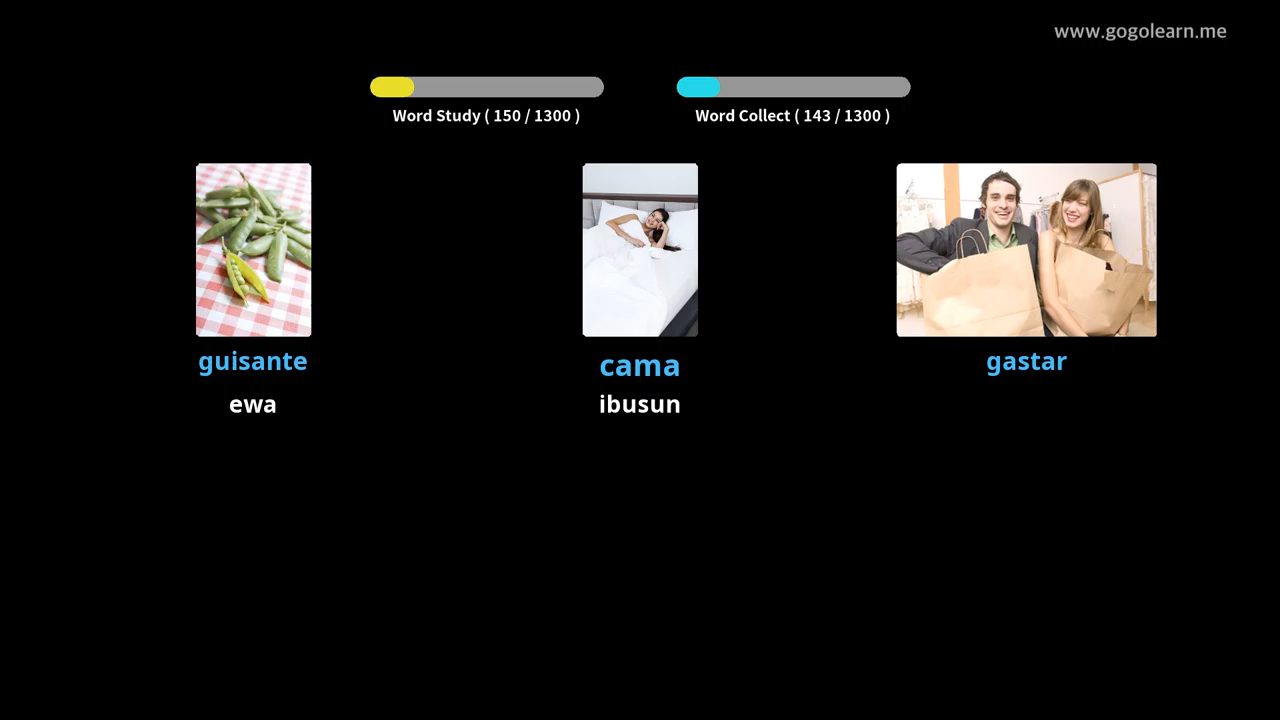 www.gogolearn.me
Word Study ( 150 / 1300 )
Word Collect ( 143 / 1300 )
guisante
cama
gastar
ewa
ibusun